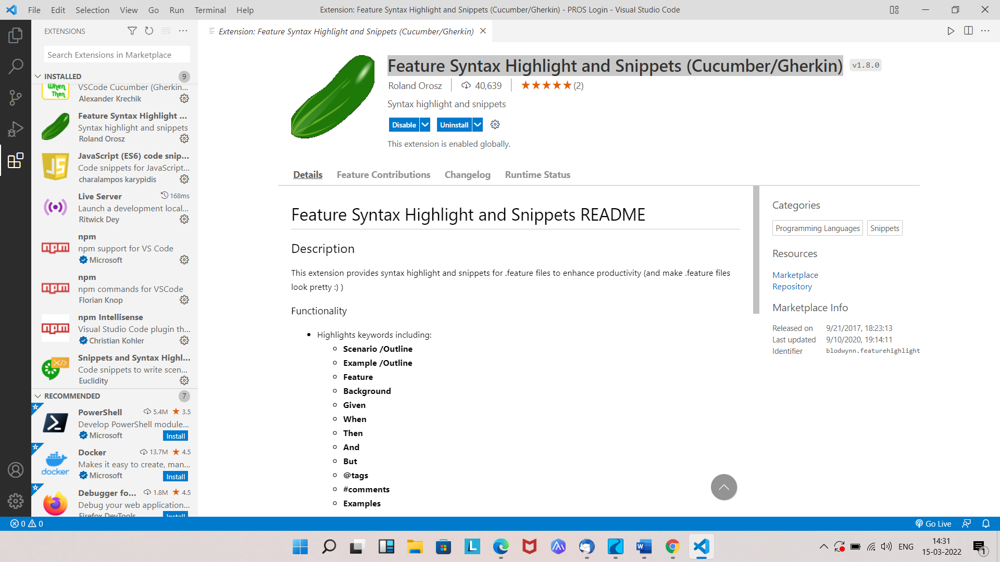 File Edit Selection View Go Run Terminal Help
Extension: Feature Syntax Highlight and Snippets (Cucumber/Gherkin) - PROS Login - Visual Studio Code
EXTENSIONS
Search Extensions in Marketplace
INSTALLED 9
When
Then
VSCode Cucumber (Gherkin...
Alexander Krechik
Feature Syntax Highlight ...
Syntax highlight and snippets
Roland Orosz
JS
JavaScript (ES6) code snip...
Code snippets for JavaScript...
charalampos karypidis
Live Server 168ms
Launch a development local...
Ritwick Dey
npm
npm
npm support for VS Code
Microsoft
npm
npm
npm commands for VSCode
Florian Knop
npm
npm Intellisense
Visual Studio Code plugin th...
Christian Kohler
Snippets and Syntax Highl...
Code snippets to write scen...
Euclidity
RECOMMENDED 7
PowerShell 5.4M 3.5
Develop PowerShell module...
Microsoft Install
docker
Docker 13.7M 4.5
Makes it easy to create, man...
Microsoft Install
Debugger fo... 1.8M 4.5
Debug your web application...
Firefox DevTools Install
Extension: Feature Syntax Highlight and Snippets (Cucumber/Gherkin)
Feature Syntax Highlight and Snippets (Cucumber/Gherkin) v1.8.0
Roland Orosz 40,639 (2)
Syntax highlight and snippets
Disable Uninstall
This extension is enabled globally.
Details Feature Contributions Changelog Runtime Status
Feature Syntax Highlight and Snippets README
Description
This extension provides syntax highlight and snippets for .feature files to enhance productivity (and make .feature files
look pretty :) )
Functionality
Highlights keywords including:
Scenario /Outline
Example /Outline
Feature
Background
Given
When
Then
And
But
@tags
#comments
Examples
Categories
Programming Languages Snippets
Resources
Marketplace
Repository
Marketplace Info
Released on 9/21/2017, 18:23:13
Last updated 9/10/2020, 19:14:11
Identifier blodwynn.featurehighlight
0 0
Go Live
L
W
ENG
14:31
15-03-2022
1